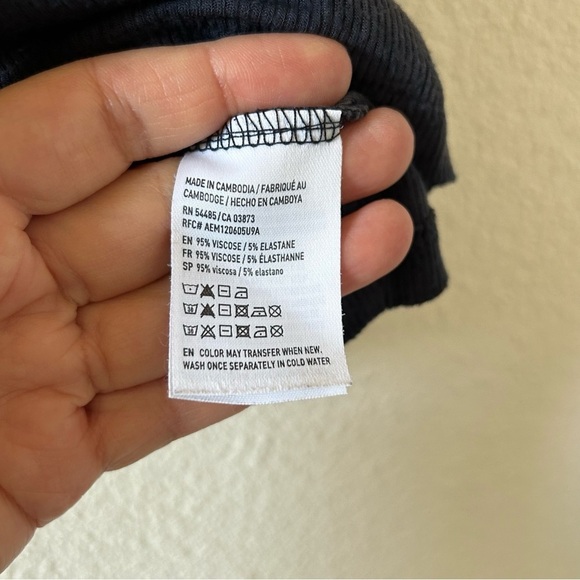 MADE IN CAMBODIA / FABRIQUÉ AU
CAMBODGE / HECHO EN CAMBOYA
RN 54485/CA 03873
RFC# AEM120605U9A
EN 95% VISCOSE / 5% ELASTANE
FR 95% VISCOSE / 5% ÉLASTHANNE
SP 95% viscosa / 5% elastano
EN COLOR MAY TRANSFER WHEN NEW.
WASH ONCE SEPARATELY IN COLD WATER